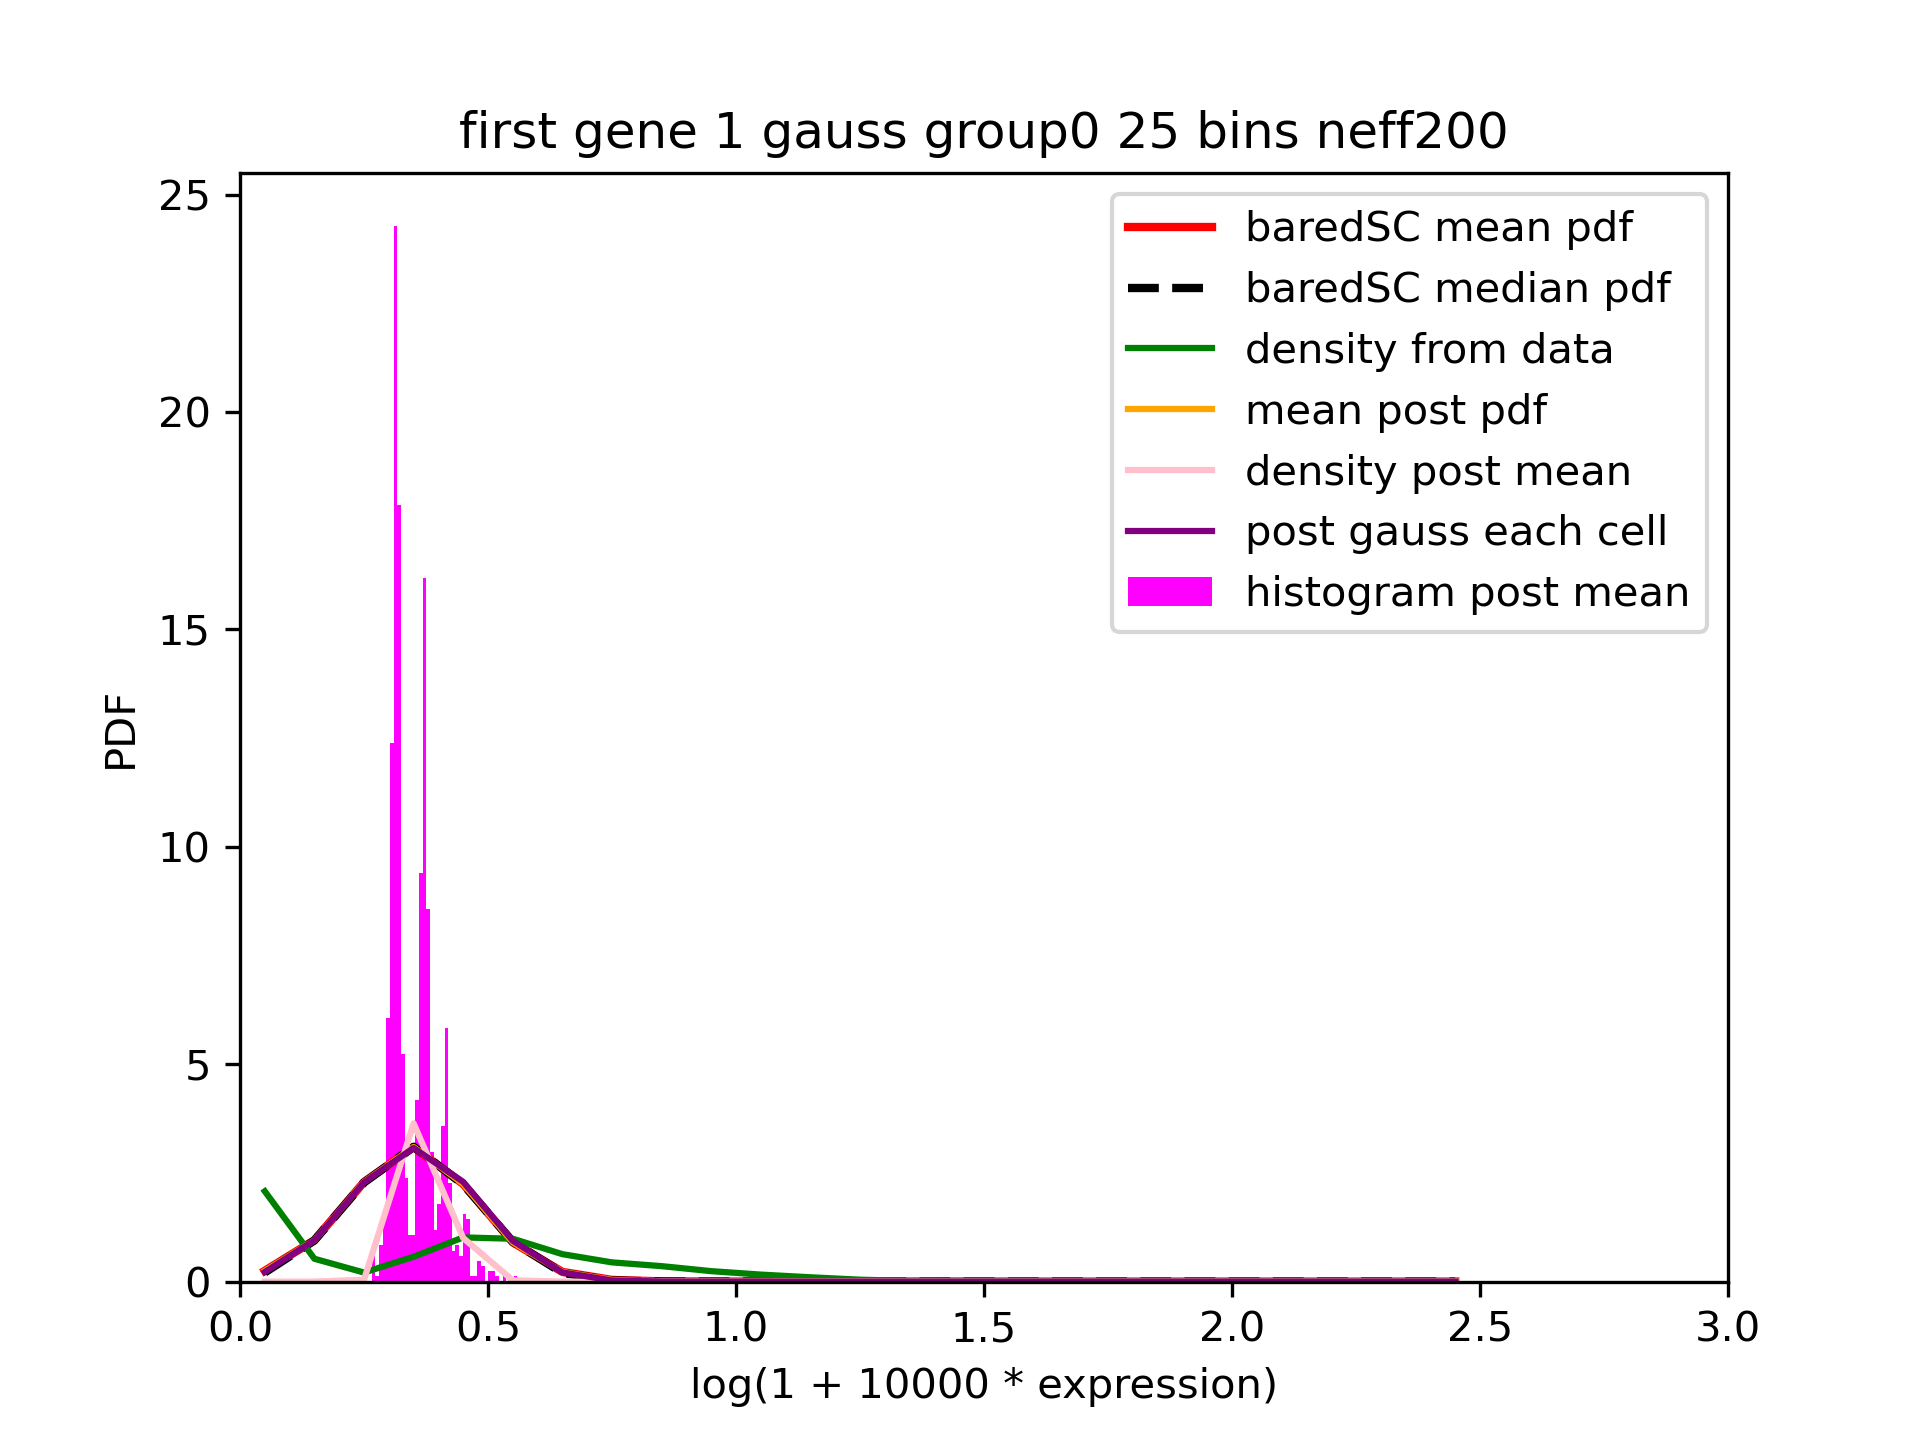 first gene 1 gauss group0 25 bins neff200
25
20
15
10
5
0
PDF
baredSC mean pdf
baredSC median pdf
density from data
mean post pdf
density post mean
post gauss each cell
histogram post mean
0.0 0.5 1.0 1.5 2.0 2.5 3.0
log(1 + 10000 * expression)